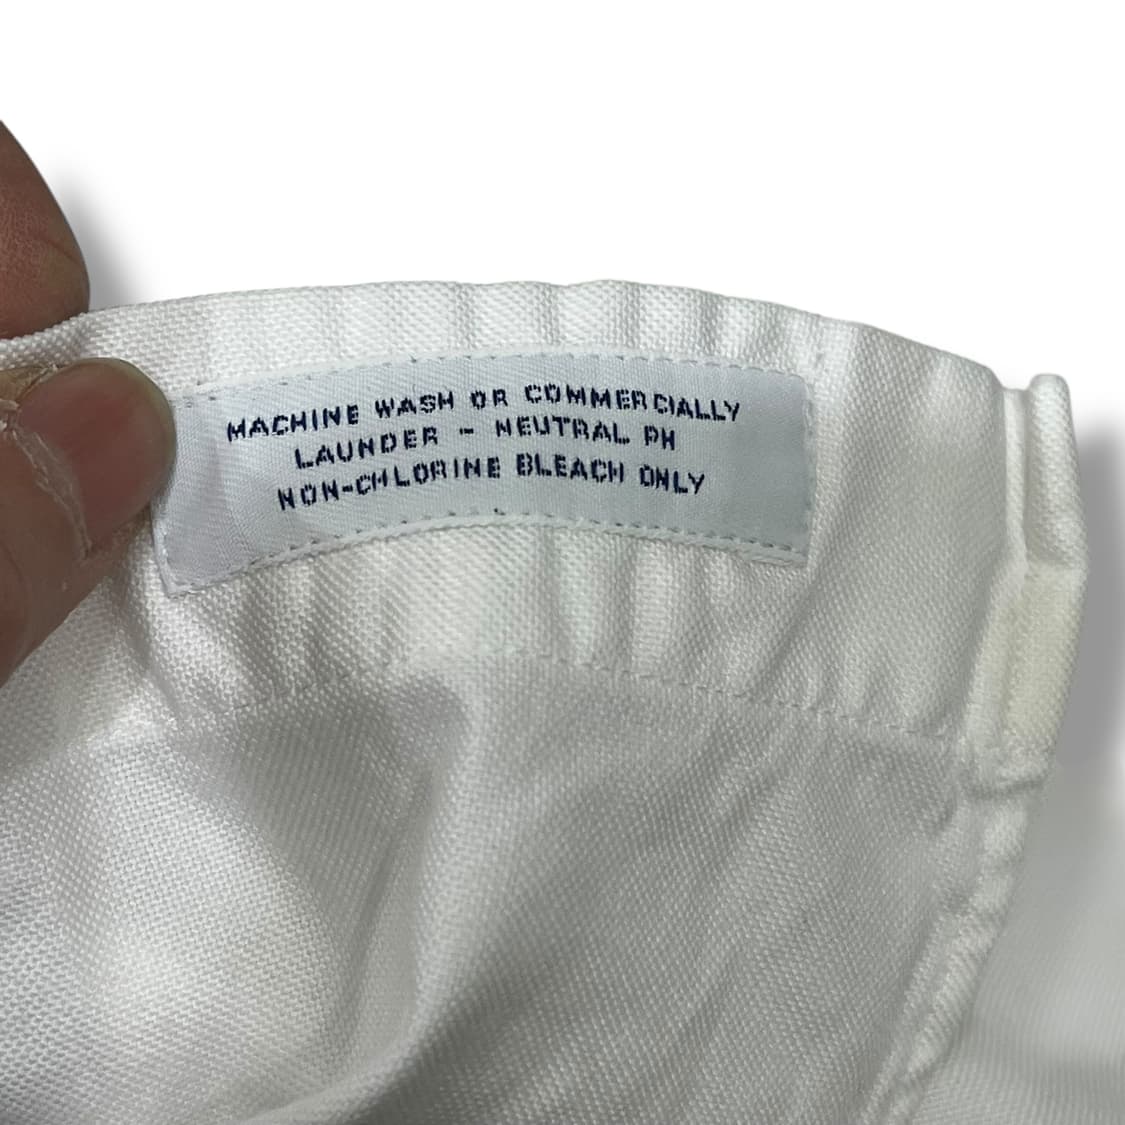 MACHINE WASH OR COMMERCIALLY
LAUNDER - NEUTRAL PH
NON-CHLORINE BLEACH ONLY